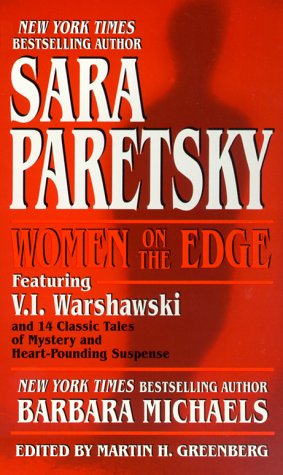 NEW YORK TIMES
BESTSELLING AUTHOR
SARA
PARETSKY
WOMEN ON THE EDGE
Featuring
V.I. Warshawski
and 14 Classic Tales
of Mystery and
Heart-Pounding Suspense
NEW YORK TIMES BESTSELLING AUTHOR
BARBARA MICHAELS
EDITED BY MARTIN H. GREENBERG